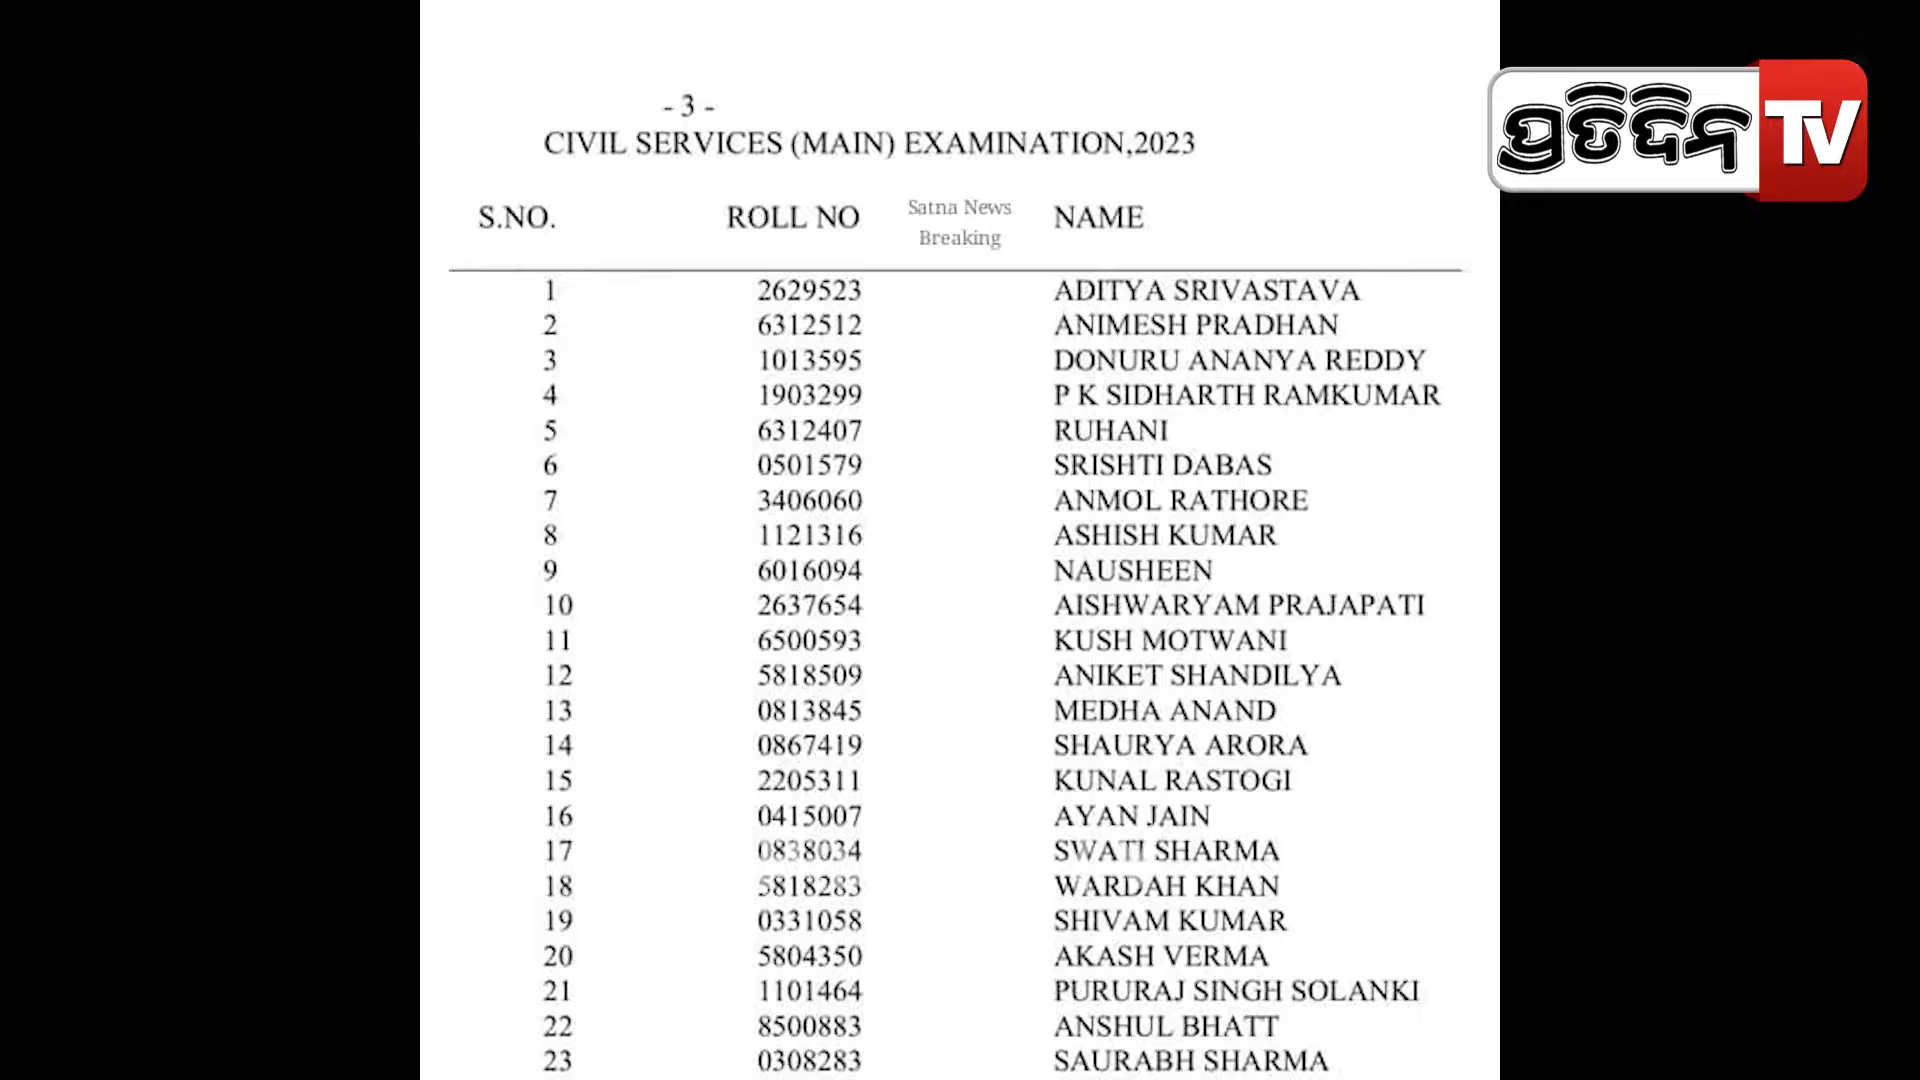 - 3 -
CIVIL SERVICES (MAIN) EXAMINATION,2023
ପ୍ରତିଦିନ TV
S.NO. ROLL NO Satna News Breaking NAME
1 2629523 ADITYA SRIVASTAVA
2 6312512 ANIMESH PRADHAN
3 1013595 DONURU ANANYA REDDY
4 1903299 P K SIDHARTH RAMKUMAR
5 6312407 RUHANI
6 0501579 SRISHTI DABAS
7 3406060 ANMOL RATHORE
8 1121316 ASHISH KUMAR
9 6016094 NAUSHEEN
10 2637654 AISHWARYAM PRAJAPATI
11 6500593 KUSH MOTWANI
12 5818509 ANIKET SHANDILYA
13 0813845 MEDHA ANAND
14 0867419 SHAURYA ARORA
15 2205311 KUNAL RASTOGI
16 0415007 AYAN JAIN
17 0838034 SWATI SHARMA
18 5818283 WARDAH KHAN
19 0331058 SHIVAM KUMAR
20 5804350 AKASH VERMA
21 1101464 PURURAJ SINGH SOLANKI
22 8500883 ANSHUL BHATT
23 0308283 SAURABH SHARMA